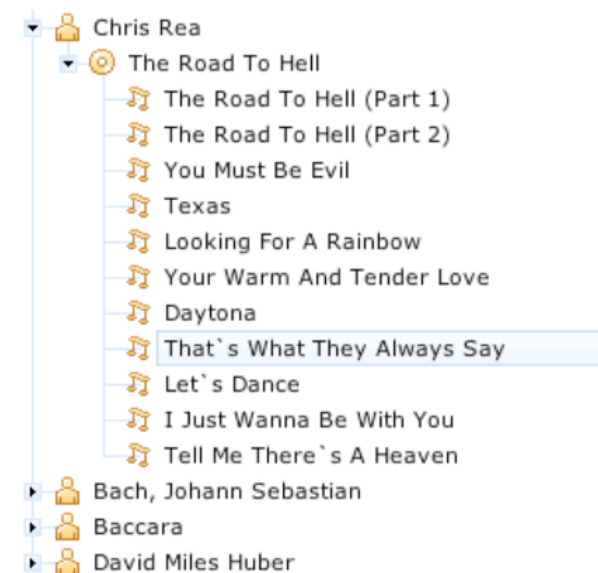 Chris Rea
The Road To Hell
The Road To Hell (Part 1)
The Road To Hell (Part 2)
You Must Be Evil
Texas
Looking For A Rainbow
Your Warm And Tender Love
Daytona
That`s What They Always Say
Let`s Dance
I Just Wanna Be With You
Tell Me There`s A Heaven
Bach, Johann Sebastian
Baccara
David Miles Huber